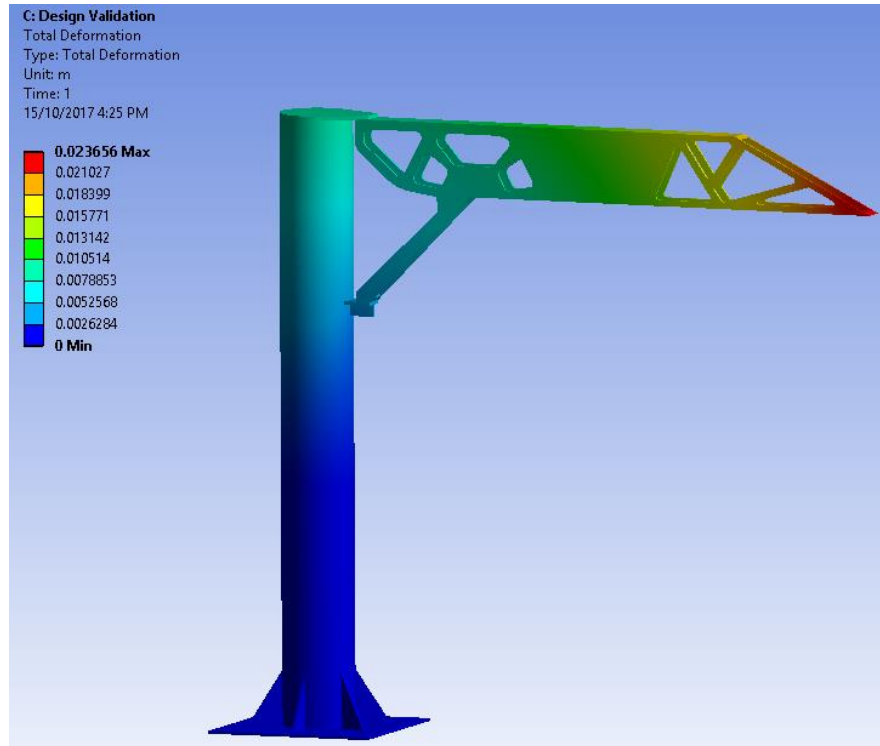 C: Design Validation
Total Deformation
Type: Total Deformation
Unit: m
Time: 1
15/10/2017 4:25 PM
0.023656 Max
0.021027
0.018399
0.015771
0.013142
0.010514
0.0078853
0.0052568
0.0026284
0 Min